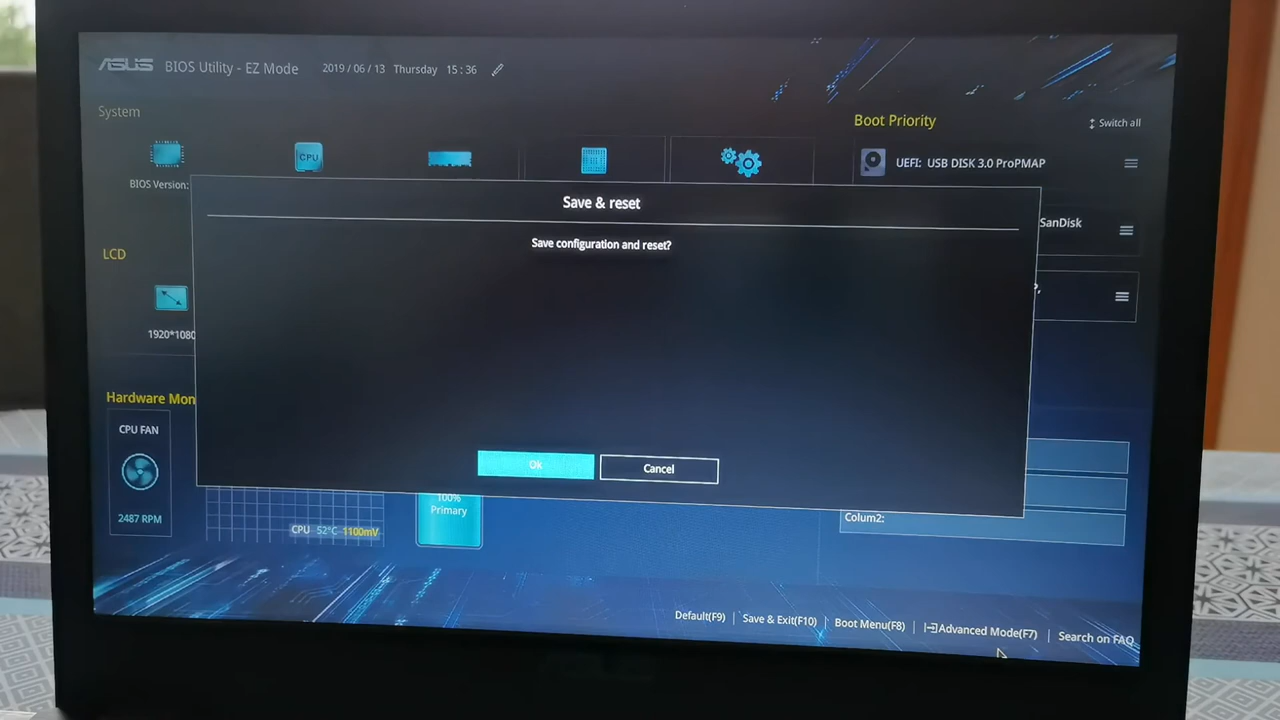 ASUS BIOS Utility - EZ Mode 2019 / 06 / 13 Thursday 15 : 36
System
Boot Priority
Switch all
CPU
UEFI: USB DISK 3.0 ProPMAP
BIOS Version:
Save & reset
SanDisk
Save configuration and reset?
LCD
1920*1080
Hardware Mon
CPU FAN
Ok
Cancel
100%
Primary
2487 RPM
CPU 52°C 1100mV
Colum2:
Default(F9) | Save & Exit(F10) | Boot Menu(F8) | Advanced Mode(F7) | Search on FAQ